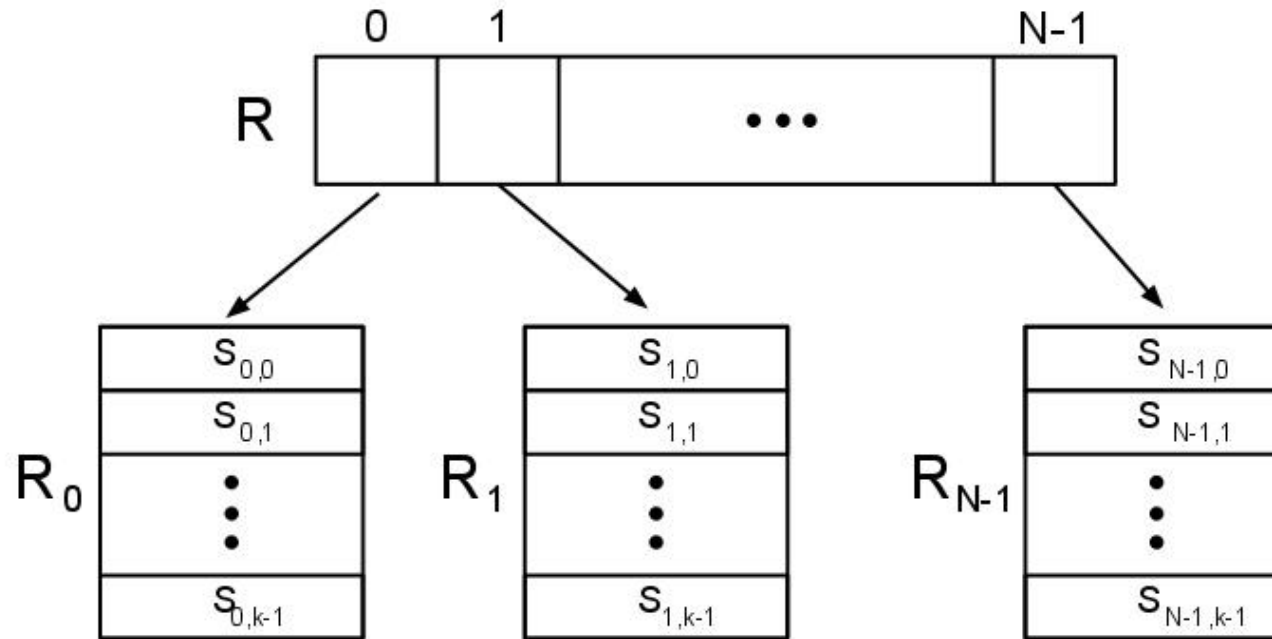 0 1 N-1
R
S0,0 S1,0 SN-1,0
S0,1 S1,1 SN-1,1
R0 R1 RN-1
S0,k-1 S1,k-1 SN-1,k-1